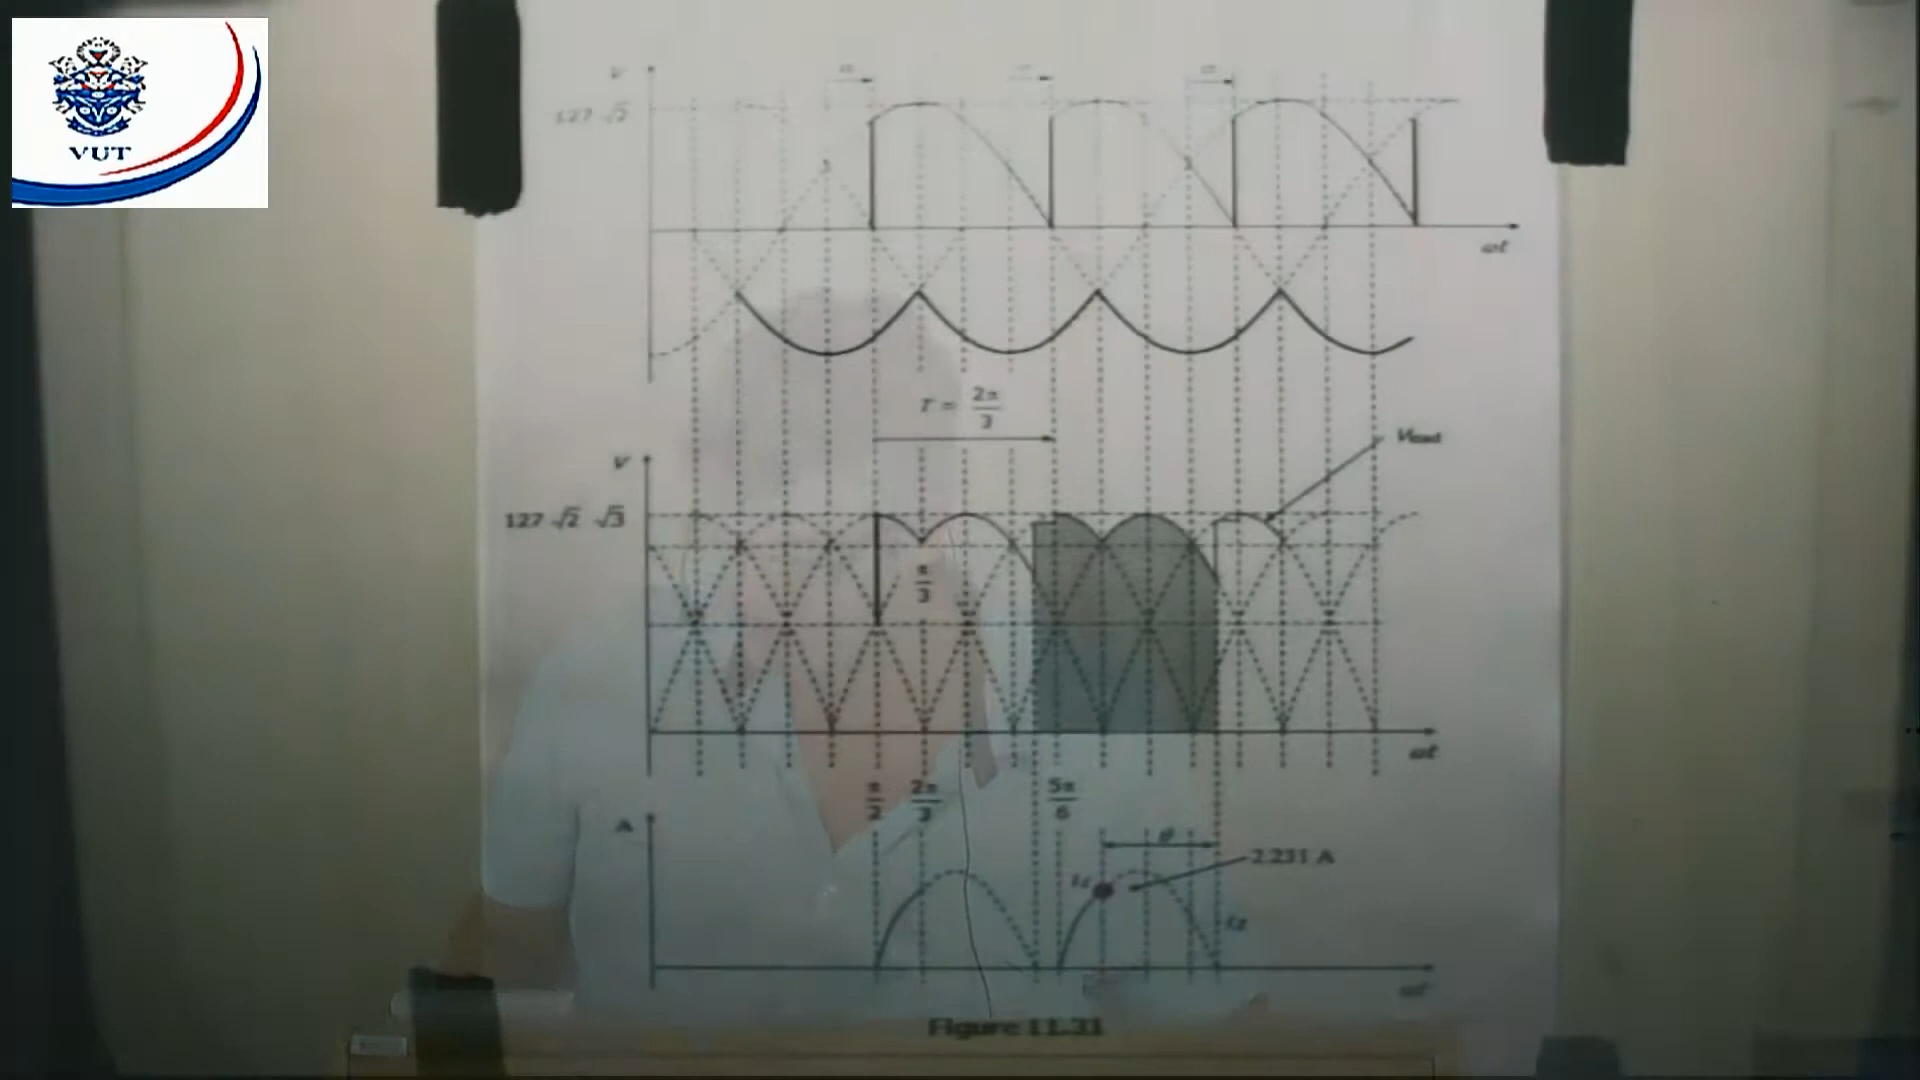 VUT
V
α
α
127 √2
ωt
T = 2π/3
V
V
127 √2 √3
π/3
ωt
π/2
2π/3
5π/6
A
θ
2.231 A
ωt
Figure 11.31